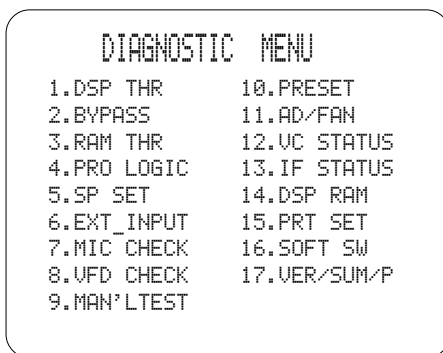 DIAGNOSTIC MENU
1.DSP THR
2.BYPASS
3.RAM THR
4.PRO LOGIC
5.SP SET
6.EXT_INPUT
7.MIC CHECK
8.VFD CHECK
9.MAN'LTEST
10.PRESET
11.AD/FAN
12.VC STATUS
13.IF STATUS
14.DSP RAM
15.PRT SET
16.SOFT SW
17.VER/SUM/P